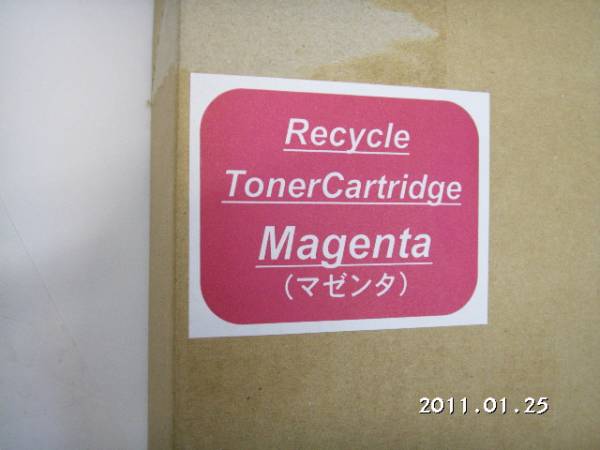 Recycle
TonerCartridge
Magenta
(マゼンタ)
2011.01.25